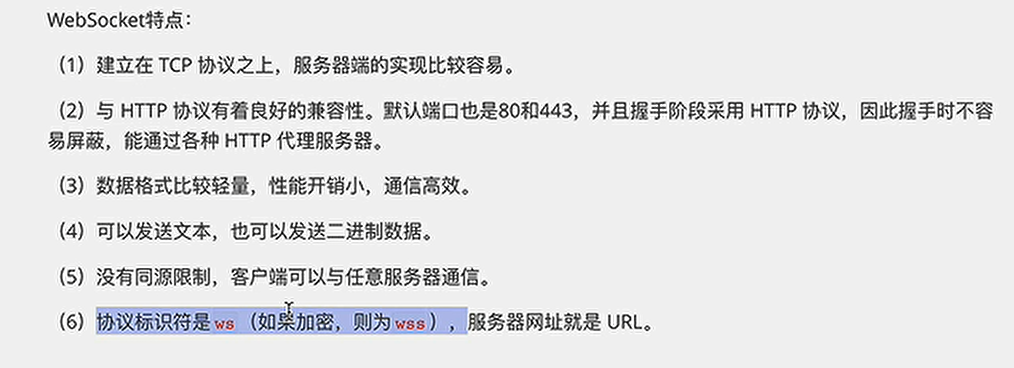 WebSocket特点：
（1）建立在 TCP 协议之上，服务器端的实现比较容易。
（2）与 HTTP 协议有着良好的兼容性。默认端口也是80和443，并且握手阶段采用 HTTP 协议，因此握手时不容
易屏蔽，能通过各种 HTTP 代理服务器。
（3）数据格式比较轻量，性能开销小，通信高效。
（4）可以发送文本，也可以发送二进制数据。
（5）没有同源限制，客户端可以与任意服务器通信。
（6）协议标识符是 ws （如果加密，则为 wss ），服务器网址就是 URL。